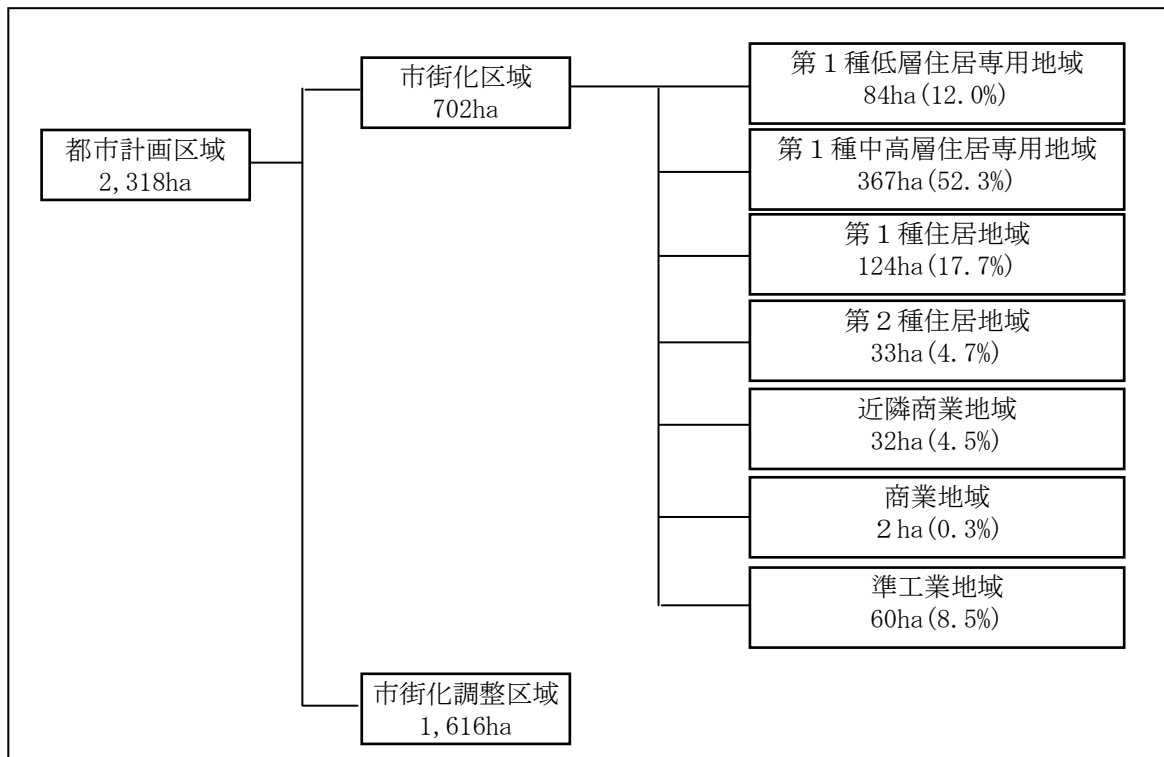 都市計画区域
2,318ha
市街化区域
702ha
第１種低層住居専用地域
84ha(12.0%)
第１種中高層住居専用地域
367ha(52.3%)
第１種住居地域
124ha(17.7%)
第２種住居地域
33ha(4.7%)
近隣商業地域
32ha(4.5%)
商業地域
２ha(0.3%)
準工業地域
60ha(8.5%)
市街化調整区域
1,616ha